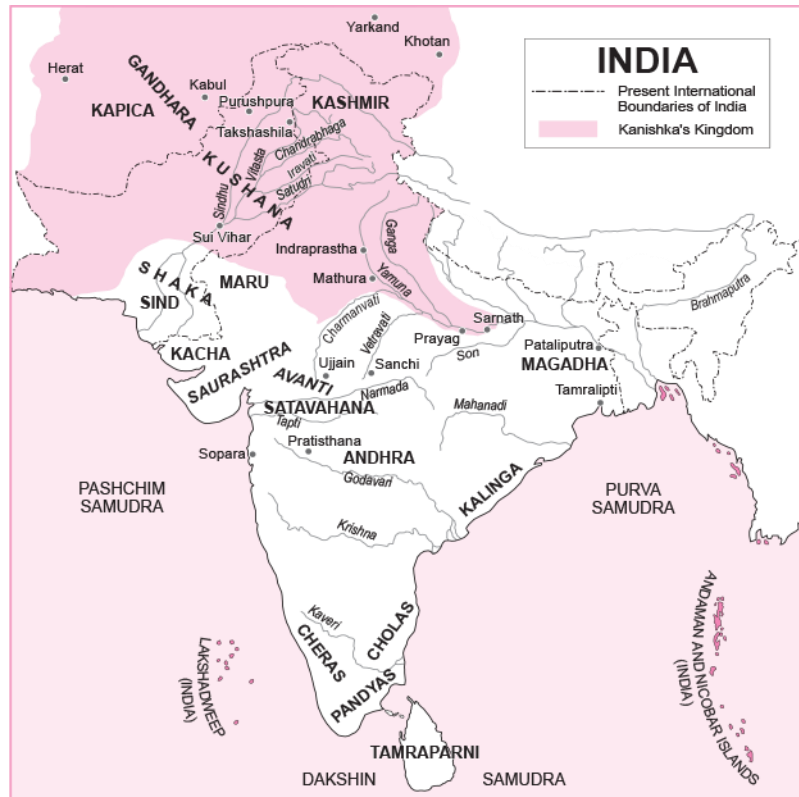 INDIA
Present International
Boundaries of India
Kanishka's Kingdom
Yarkand
Khotan
Herat
GANDHARA
Kabul
KAPICA
Purushpura
KASHMIR
Takshashila
Chandrabhaga
Vitasta
Iravati
KUSHANA
Satudri
Sindhu
Sui Vihar
Ganga
Indraprastha
Mathura
Yamuna
SHAKA
MARU
SIND
Brahmaputra
Charmanvati
Vetravati
Sarnath
Prayag
Pataliputra
KACHA
SAURASHTRA
Ujjain
Sanchi
Son
MAGADHA
AVANTI
Narmada
Tamralipti
SATAVAHANA
Mahanadi
Tapti
Pratisthana
Sopara
ANDHRA
Godavari
KALINGA
PASHCHIM
SAMUDRA
PURVA
SAMUDRA
Krishna
Kaveri
CHOLAS
CHERAS
PANDYAS
LAKSHADWEEP
(INDIA)
ANDAMAN AND NICOBAR ISLANDS
(INDIA)
TAMRAPARNI
DAKSHIN SAMUDRA